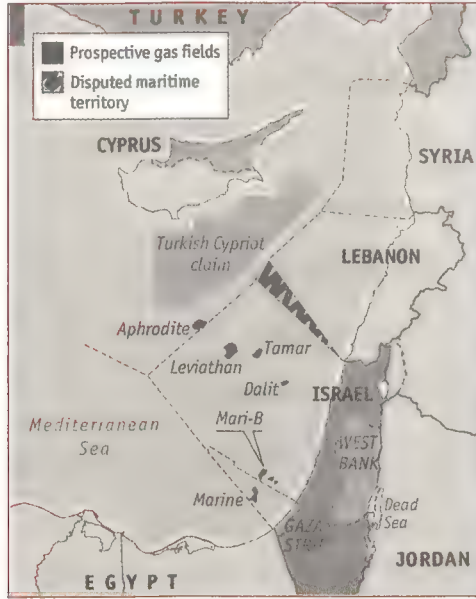 TURKEY
Prospective gas fields
Disputed maritime
territory
CYPRUS
SYRIA
Turkish Cypriot
claim
LEBANON
Aphrodite
Tamar
Leviathan
Dalit
ISRAEL
Mari-B
Mediterranean
Sea
WEST
BANK
Marine
Dead
Sea
GAZA
STRIP
JORDAN
EGYPT